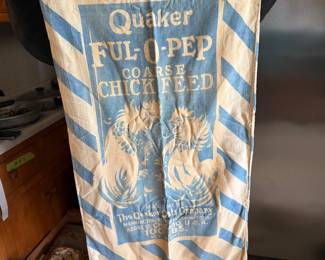 Quaker
FUL-O-PEP
COARSE
CHICK FEED
The Quaker Oats Company
U.S.A.